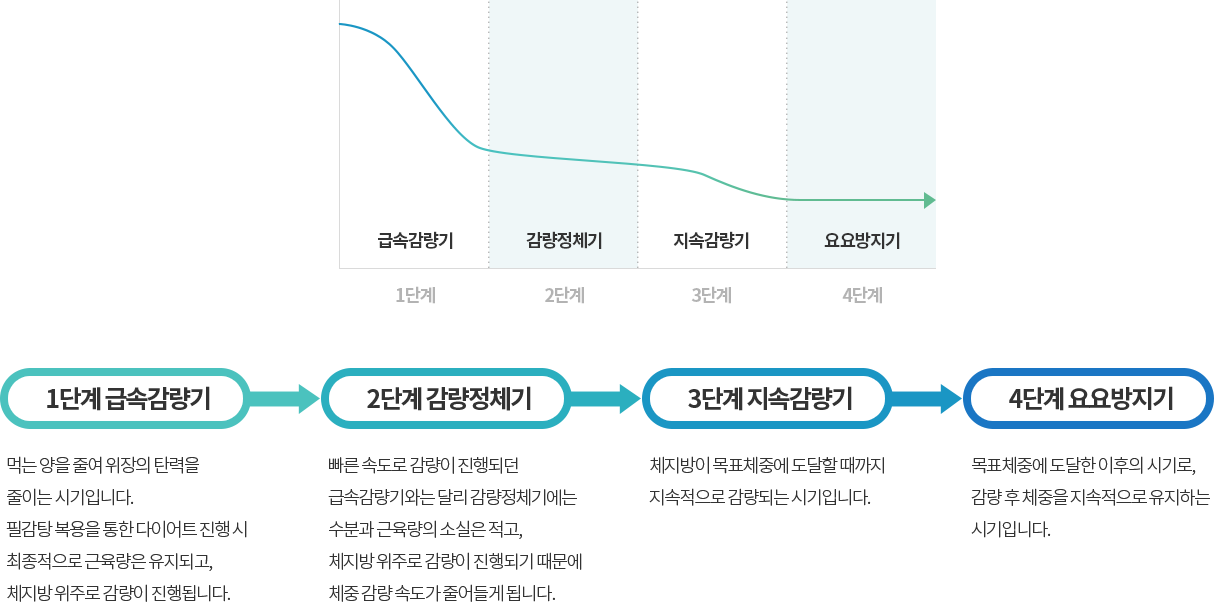 급속감량기
감량정체기
지속감량기
요요방지기
1단계
2단계
3단계
4단계
1단계 급속감량기
2단계 감량정체기
3단계 지속감량기
4단계 요요방지기
먹는 양을 줄여 위장의 탄력을
줄이는 시기입니다.
필감탕 복용을 통한 다이어트 진행 시
최종적으로 근육량은 유지되고,
체지방 위주로 감량이 진행됩니다.
빠른 속도로 감량이 진행되던
급속감량기와는 달리 감량정체기에는
수분과 근육량의 소실은 적고,
체지방 위주로 감량이 진행되기 때문에
체중 감량 속도가 줄어들게 됩니다.
체지방이 목표체중에 도달할 때까지
지속적으로 감량되는 시기입니다.
목표체중에 도달한 이후의 시기로,
감량 후 체중을 지속적으로 유지하는
시기입니다.